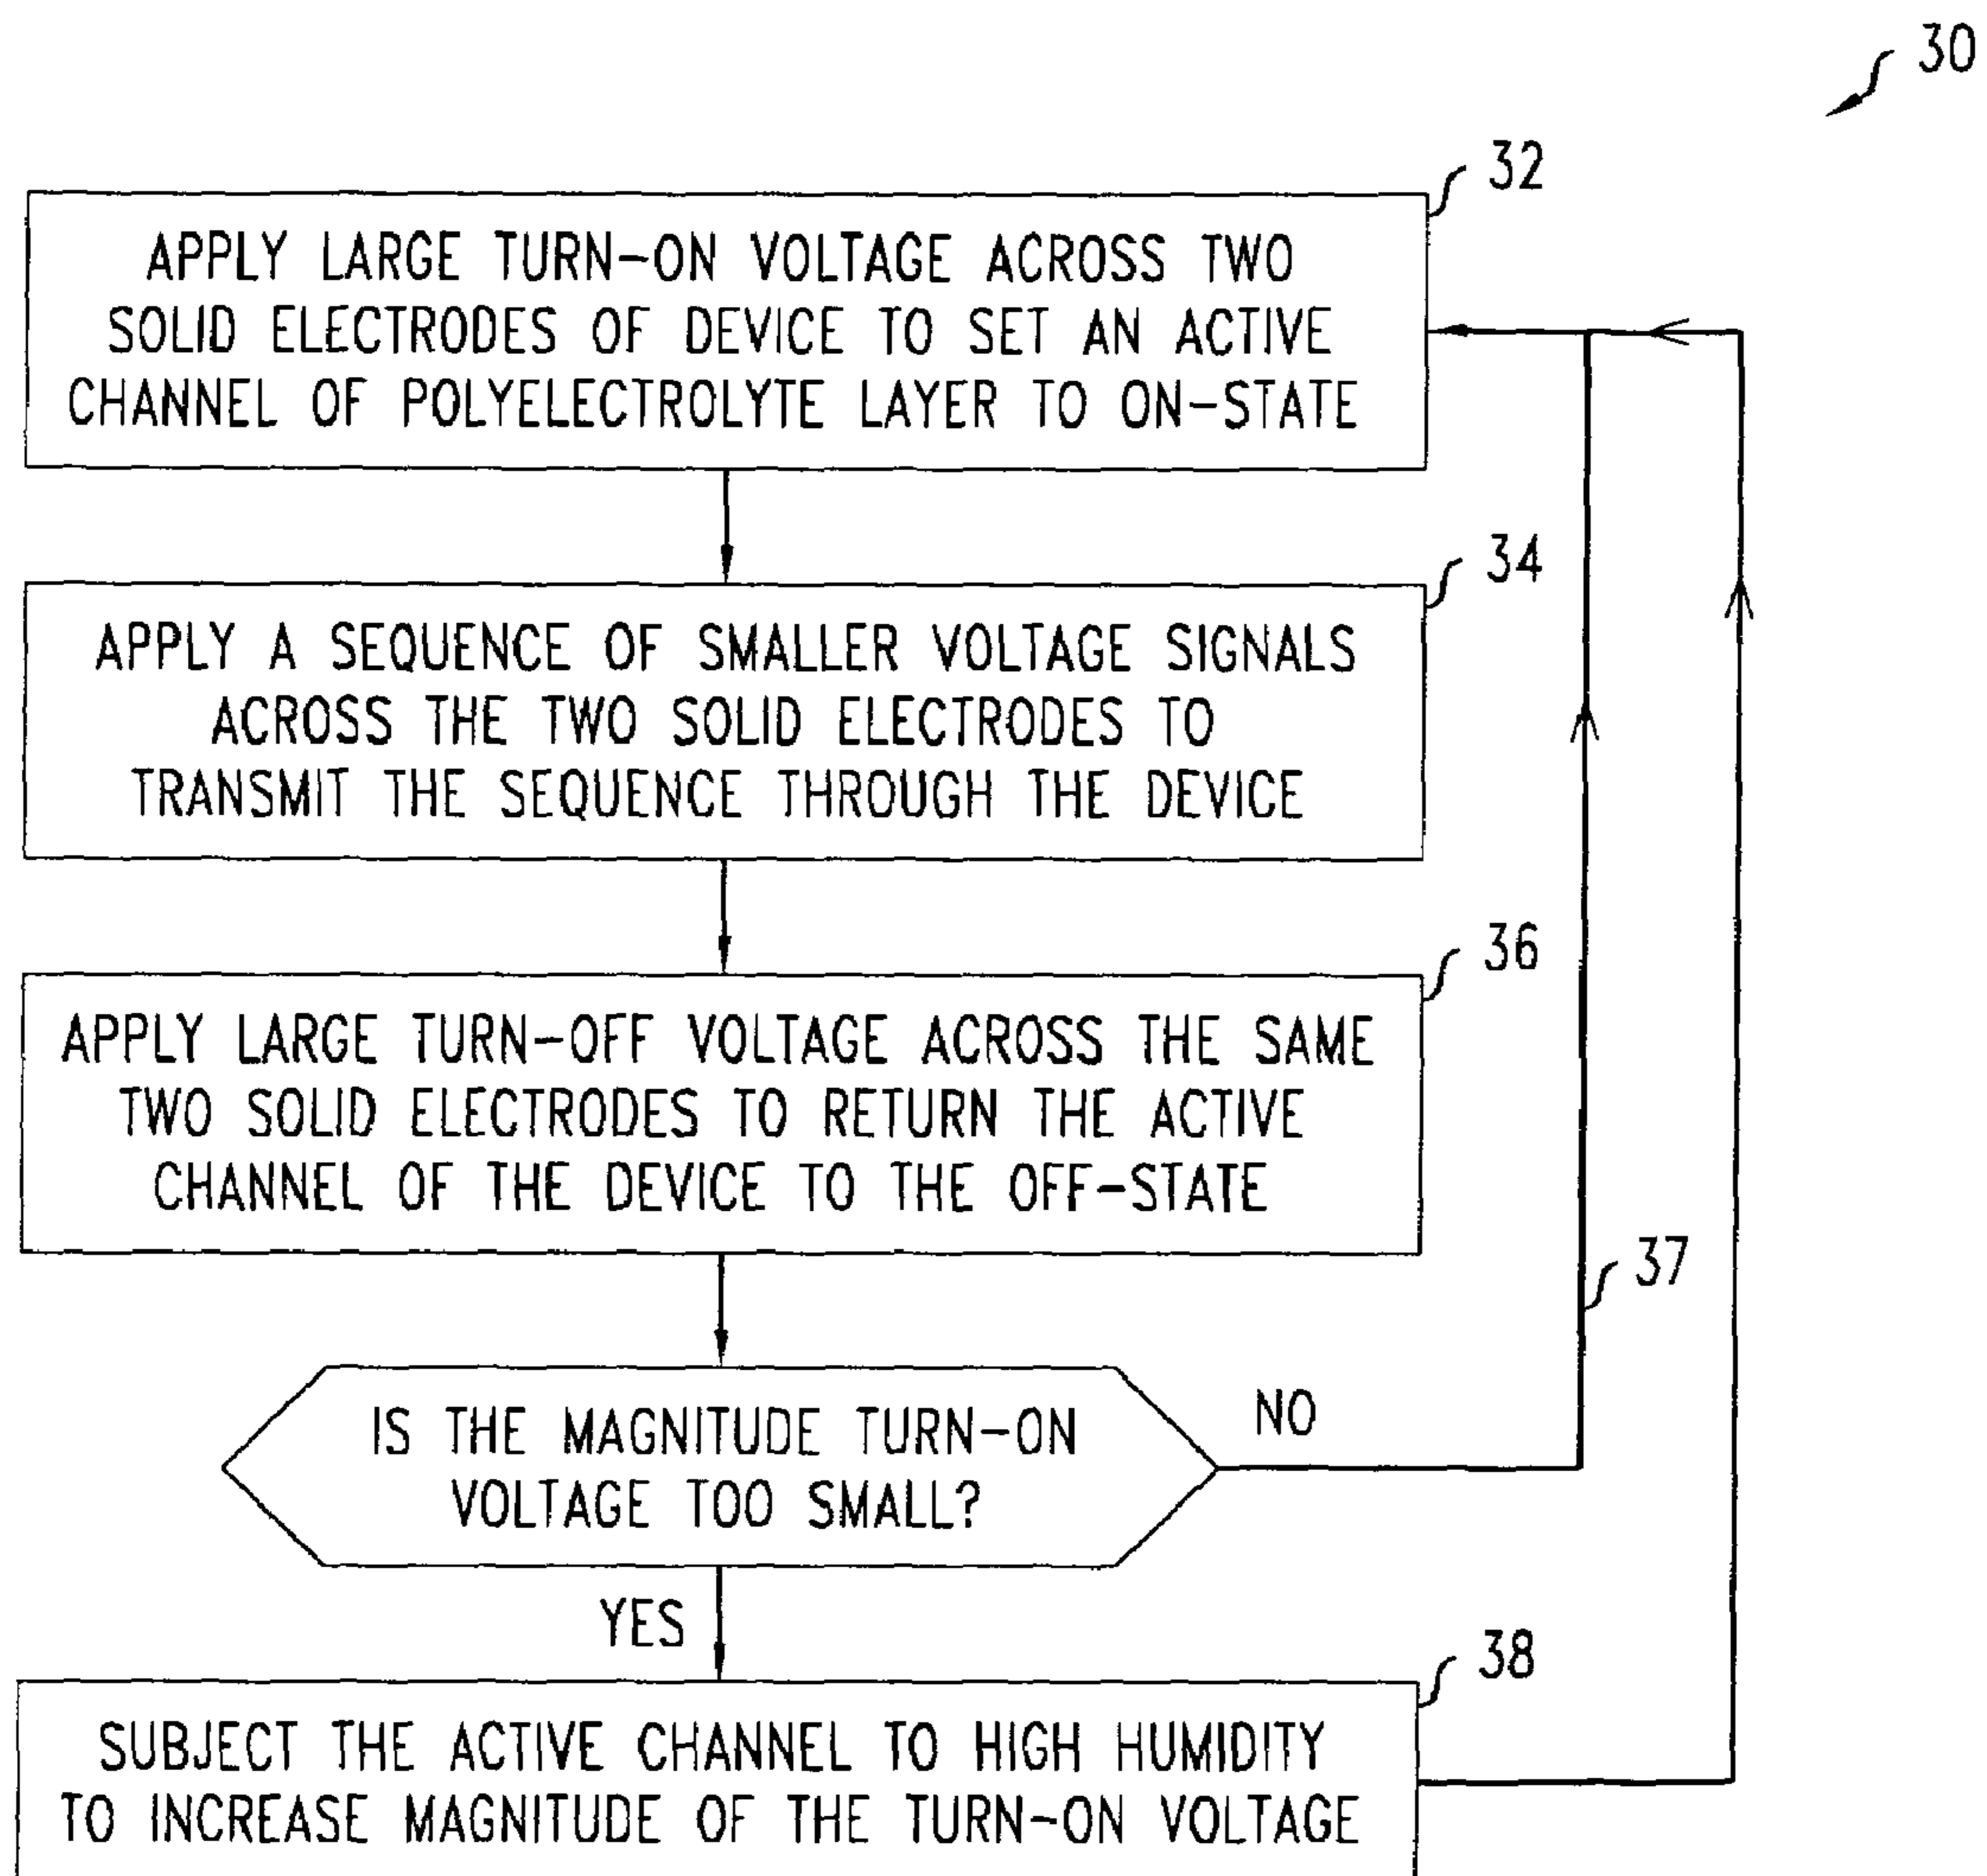 30
32
APPLY LARGE TURN-ON VOLTAGE ACROSS TWO
SOLID ELECTRODES OF DEVICE TO SET AN ACTIVE
CHANNEL OF POLYELECTROLYTE LAYER TO ON-STATE
34
APPLY A SEQUENCE OF SMALLER VOLTAGE SIGNALS
ACROSS THE TWO SOLID ELECTRODES TO
TRANSMIT THE SEQUENCE THROUGH THE DEVICE
36
APPLY LARGE TURN-OFF VOLTAGE ACROSS THE SAME
TWO SOLID ELECTRODES TO RETURN THE ACTIVE
CHANNEL OF THE DEVICE TO THE OFF-STATE
37
IS THE MAGNITUDE TURN-ON
VOLTAGE TOO SMALL?
NO
YES
38
SUBJECT THE ACTIVE CHANNEL TO HIGH HUMIDITY
TO INCREASE MAGNITUDE OF THE TURN-ON VOLTAGE